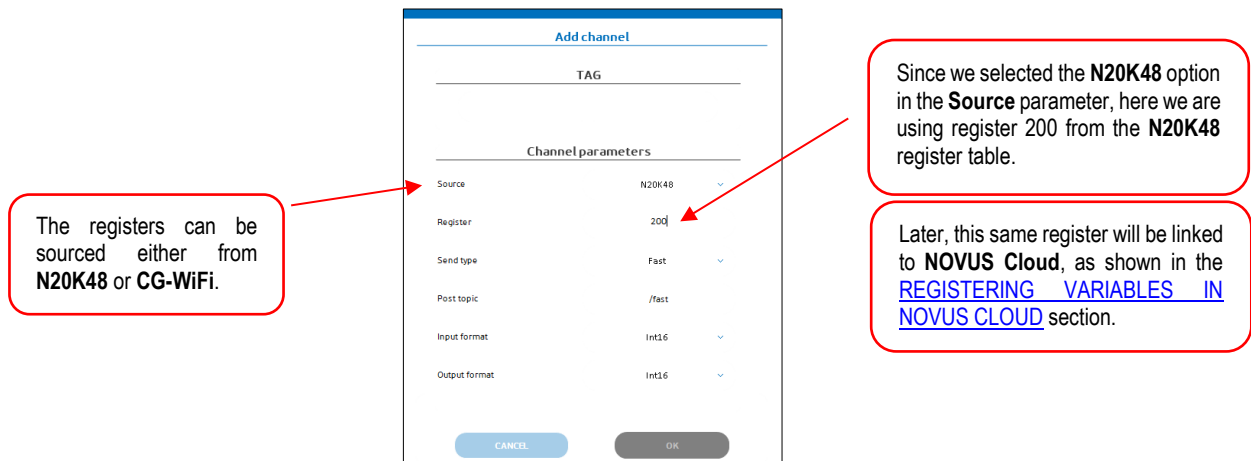 Add channel
TAG
Channel parameters
Source N20K48
Register 200
Send type Fast
Post topic /fast
Input format Int16
Output format Int16
CANCEL OK
The registers can be
sourced either from
N20K48 or CG-WiFi.
Since we selected the N20K48 option
in the Source parameter, here we are
using register 200 from the N20K48
register table.
Later, this same register will be linked
to NOVUS Cloud, as shown in the
REGISTERING VARIABLES IN
NOVUS CLOUD section.